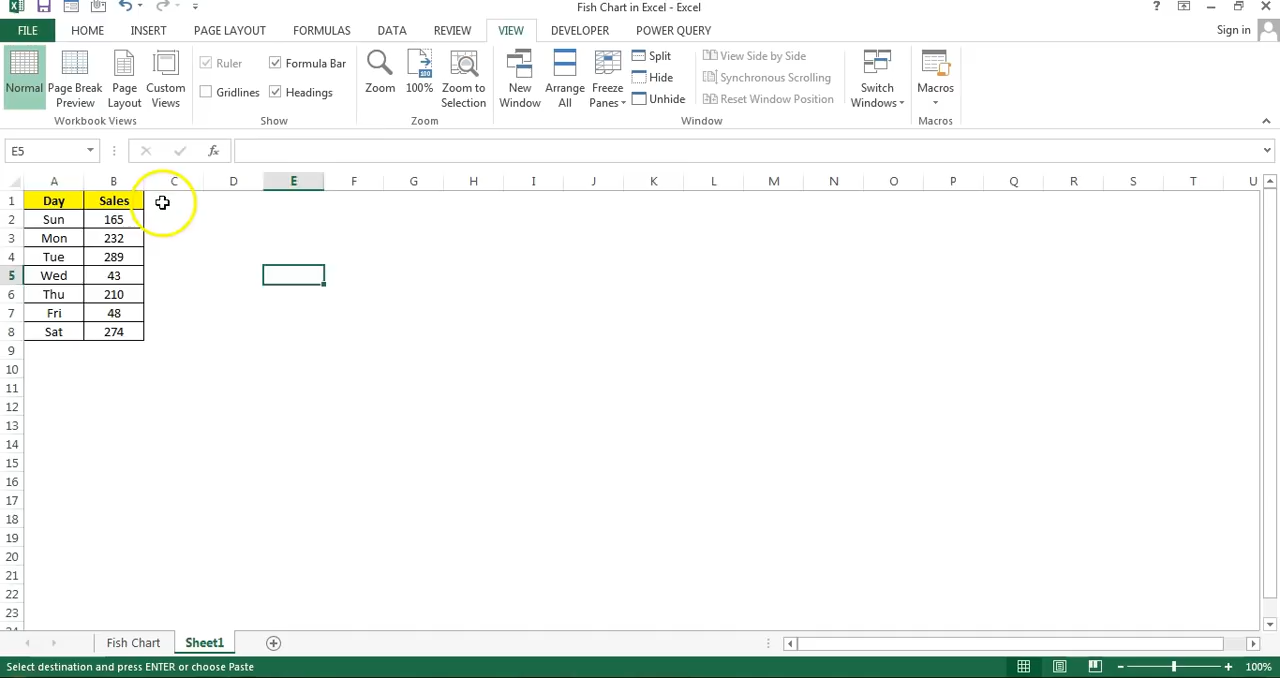 Fish Chart in Excel - Excel
?
FILE HOME INSERT PAGE LAYOUT FORMULAS DATA REVIEW VIEW DEVELOPER POWER QUERY Sign in
Normal
Page Break Preview
Page Layout
Custom Views
Workbook Views
Ruler
Formula Bar
Gridlines
Headings
Show
Zoom
100%
Zoom to Selection
Zoom
New Window
Arrange All
Freeze Panes
Split
Hide
Unhide
View Side by Side
Synchronous Scrolling
Reset Window Position
Window
Switch Windows
Macros
Macros
E5
fx
A B C D E F G H I J K L M N O P Q R S T U
1 Day Sales
2 Sun 165
3 Mon 232
4 Tue 289
5 Wed 43
6 Thu 210
7 Fri 48
8 Sat 274
9
10
11
12
13
14
15
16
17
18
19
20
21
22
23
Fish Chart Sheet1
Select destination and press ENTER or choose Paste
100%